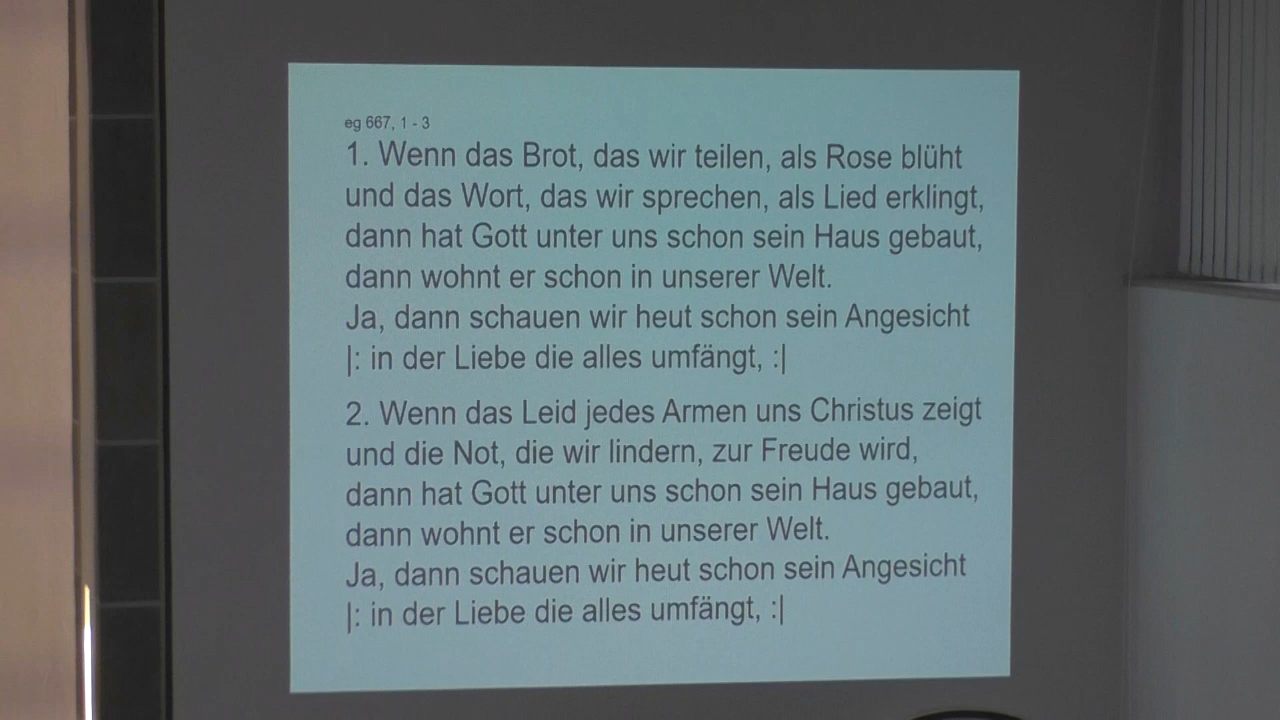 eg 667, 1 - 3
1. Wenn das Brot, das wir teilen, als Rose blüht
und das Wort, das wir sprechen, als Lied erklingt,
dann hat Gott unter uns schon sein Haus gebaut,
dann wohnt er schon in unserer Welt.
Ja, dann schauen wir heut schon sein Angesicht
|: in der Liebe die alles umfängt, :|
2. Wenn das Leid jedes Armen uns Christus zeigt
und die Not, die wir lindern, zur Freude wird,
dann hat Gott unter uns schon sein Haus gebaut,
dann wohnt er schon in unserer Welt.
Ja, dann schauen wir heut schon sein Angesicht
|: in der Liebe die alles umfängt, :|